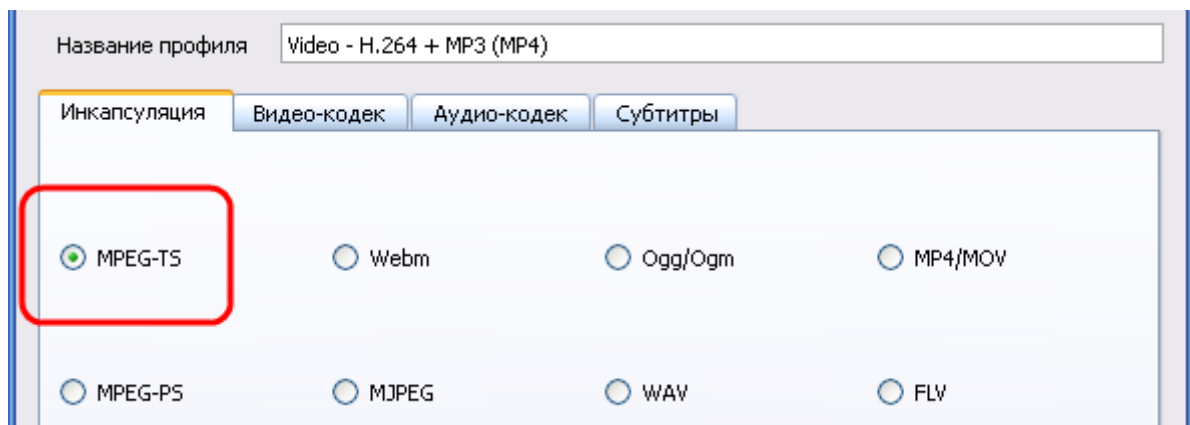 Название профиля Video - H.264 + MP3 (MP4)
Инкапсуляция Видео-кодек Аудио-кодек Субтитры
MPEG-TS Webm Ogg/Ogm MP4/MOV
MPEG-PS MJPEG WAV FLV